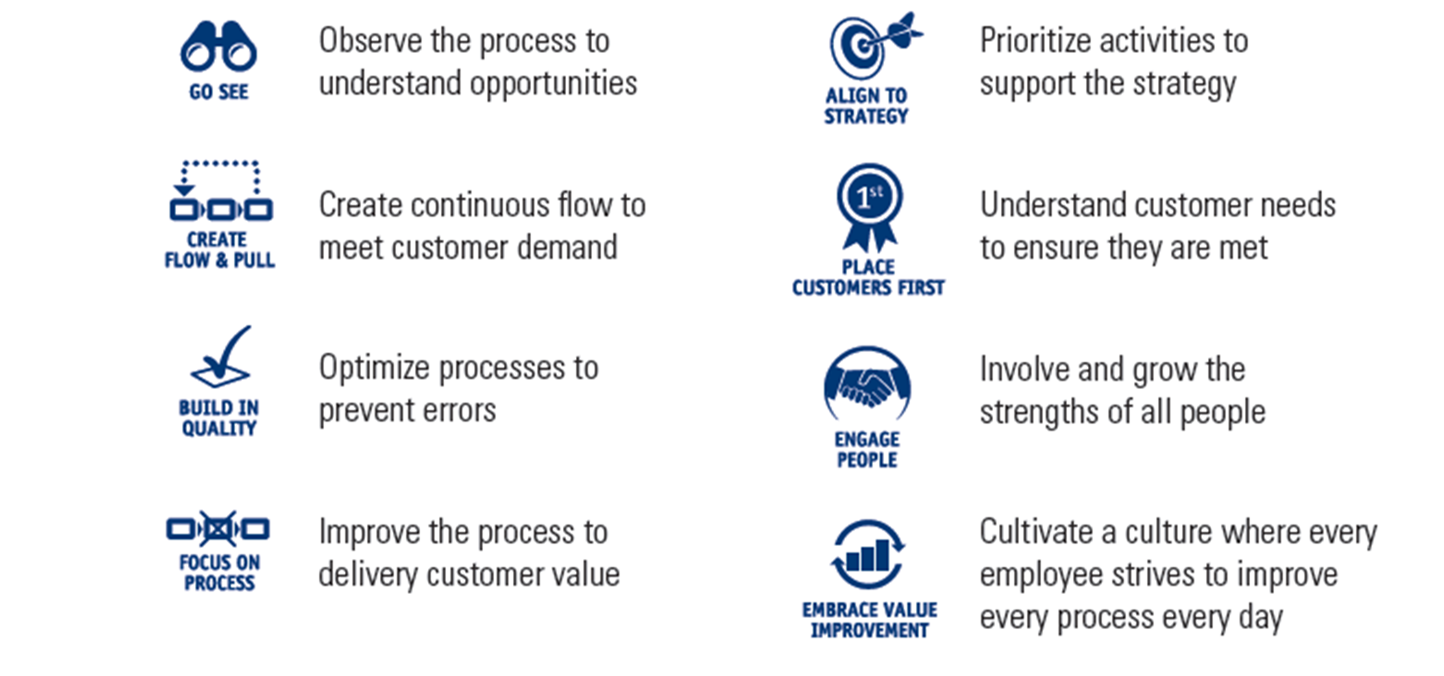 GO SEE
Observe the process to
understand opportunities
CREATE
FLOW & PULL
Create continuous flow to
meet customer demand
BUILD IN
QUALITY
Optimize processes to
prevent errors
FOCUS ON
PROCESS
Improve the process to
delivery customer value
ALIGN TO
STRATEGY
Prioritize activities to
support the strategy
1st
PLACE
CUSTOMERS FIRST
Understand customer needs
to ensure they are met
ENGAGE
PEOPLE
Involve and grow the
strengths of all people
EMBRACE VALUE
IMPROVEMENT
Cultivate a culture where every
employee strives to improve
every process every day